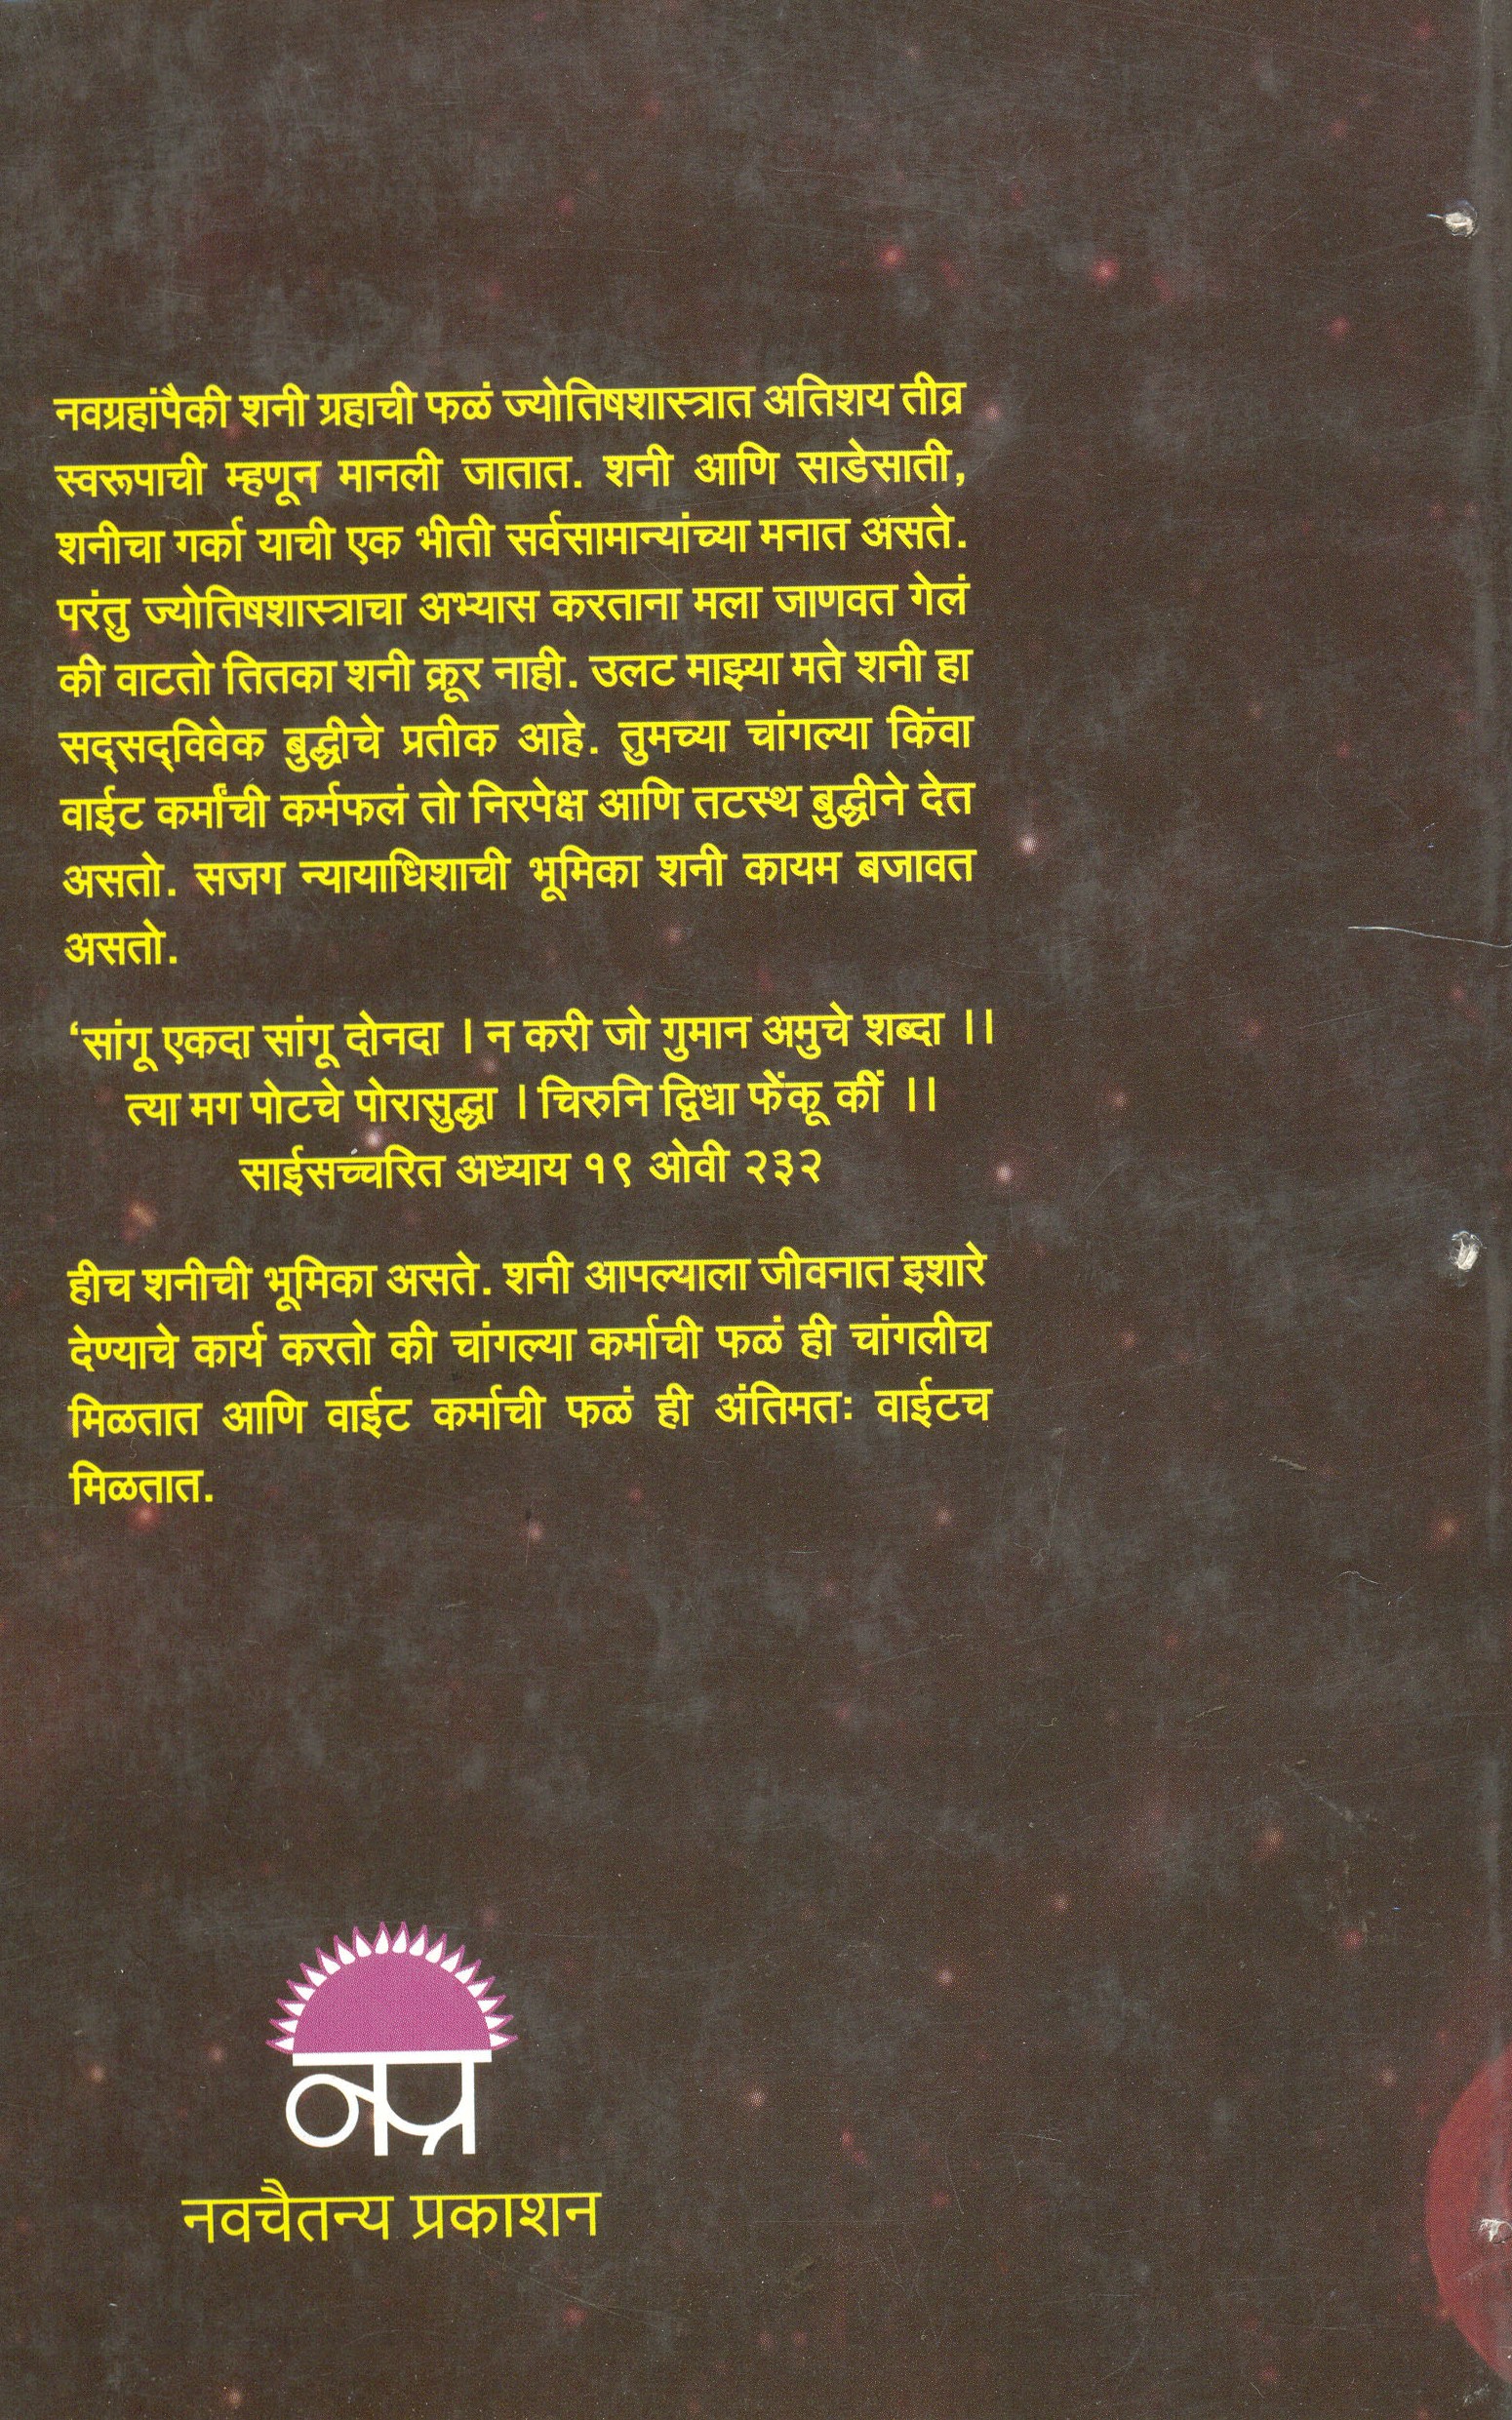 नवग्रहांपैकी शनी ग्रहाची फळं ज्योतिषशास्त्रात अतिशय तीव्र
स्वरूपाची म्हणून मानली जातात. शनी आणि साडेसाती,
शनीचा गर्का याची एक भीती सर्वसामान्यांच्या मनात असते.
परंतु ज्योतिषशास्त्राचा अभ्यास करताना मला जाणवत गेलं
की वाटतो तितका शनी क्रूर नाही. उलट माझ्या मते शनी हा
सद्सद्विवेक बुद्धीचे प्रतीक आहे. तुमच्या चांगल्या किंवा
वाईट कर्मांची कर्मफलं तो निरपेक्ष आणि तटस्थ बुद्धीने देत
असतो. सजग न्यायाधिशाची भूमिका शनी कायम बजावत
असतो.
‘सांगू एकदा सांगू दोनदा । न करी जो गुमान अमुचे शब्दा ।।
त्या मग पोटचे पोरासुद्धा । चिरुनि द्विधा फेंकू कीं ।।
साईसच्चरित अध्याय १९ ओवी २३२
हीच शनीची भूमिका असते. शनी आपल्याला जीवनात इशारे
देण्याचे कार्य करतो की चांगल्या कर्माची फळं ही चांगलीच
मिळतात आणि वाईट कर्माची फळं ही अंतिमतः वाईटच
मिळतात.
नप्र
नवचैतन्य प्रकाशन